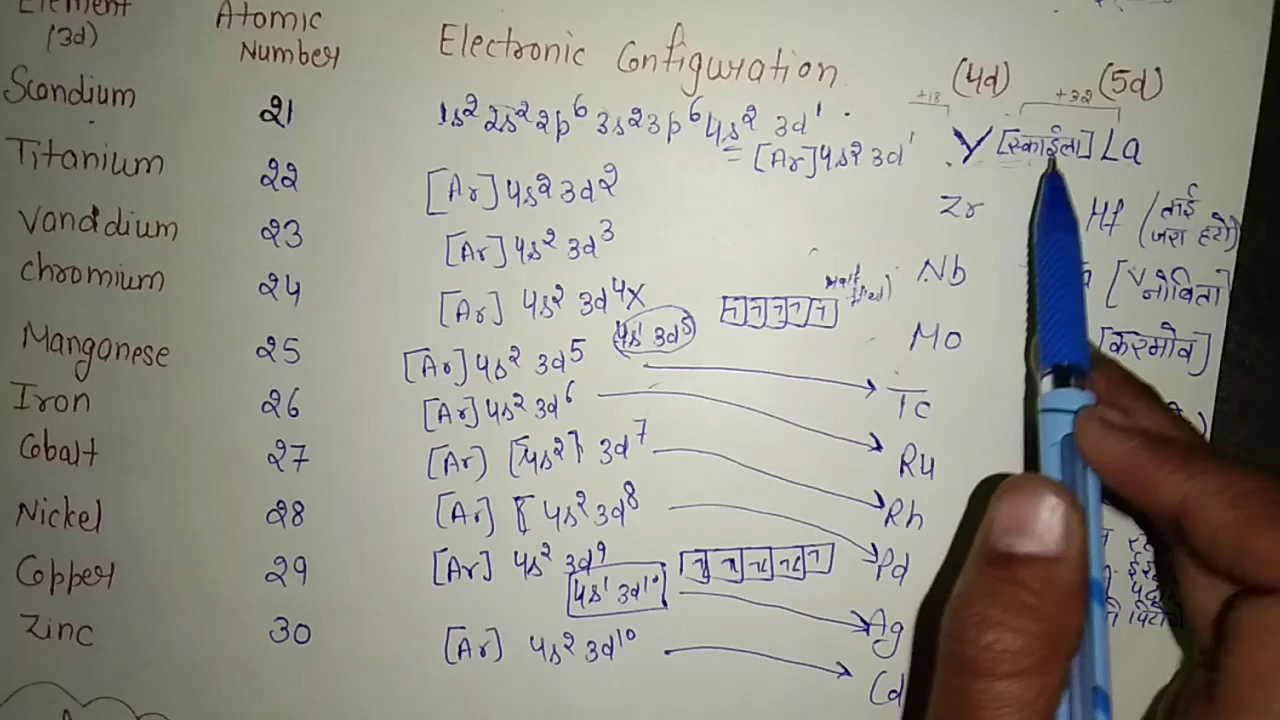 Element Atomic
(3d) Number Electronic Configuration (4d) (5d)
+18 +32
Scandium 21 1s² 2s² 2p⁶ 3s² 3p⁶ 4s² 3d¹
= [Ar] 4s² 3d¹ Y [स्काईला] La
Titanium 22 [Ar] 4s² 3d² Zr Hf (ताई
जरा हटो)
Vanadium 23 [Ar] 4s² 3d³ Nb [V नोबिता]
chromium 24 [Ar] 4s² 3d⁴ X Half filled)
4s¹ 3d⁵ Mo [करमोव]
Manganese 25 [Ar] 4s² 3d⁵ Tc
Iron 26 [Ar] 4s² 3d⁶ Ru
Cobalt 27 [Ar] [4s²] 3d⁷ Rh
Nickel 28 [Ar] [4s² 3d⁸ Pd
Copper 29 [Ar] 4s² 3d⁹
4s¹ 3d¹⁰ Ag
Zinc 30 [Ar] 4s² 3d¹⁰ Cd